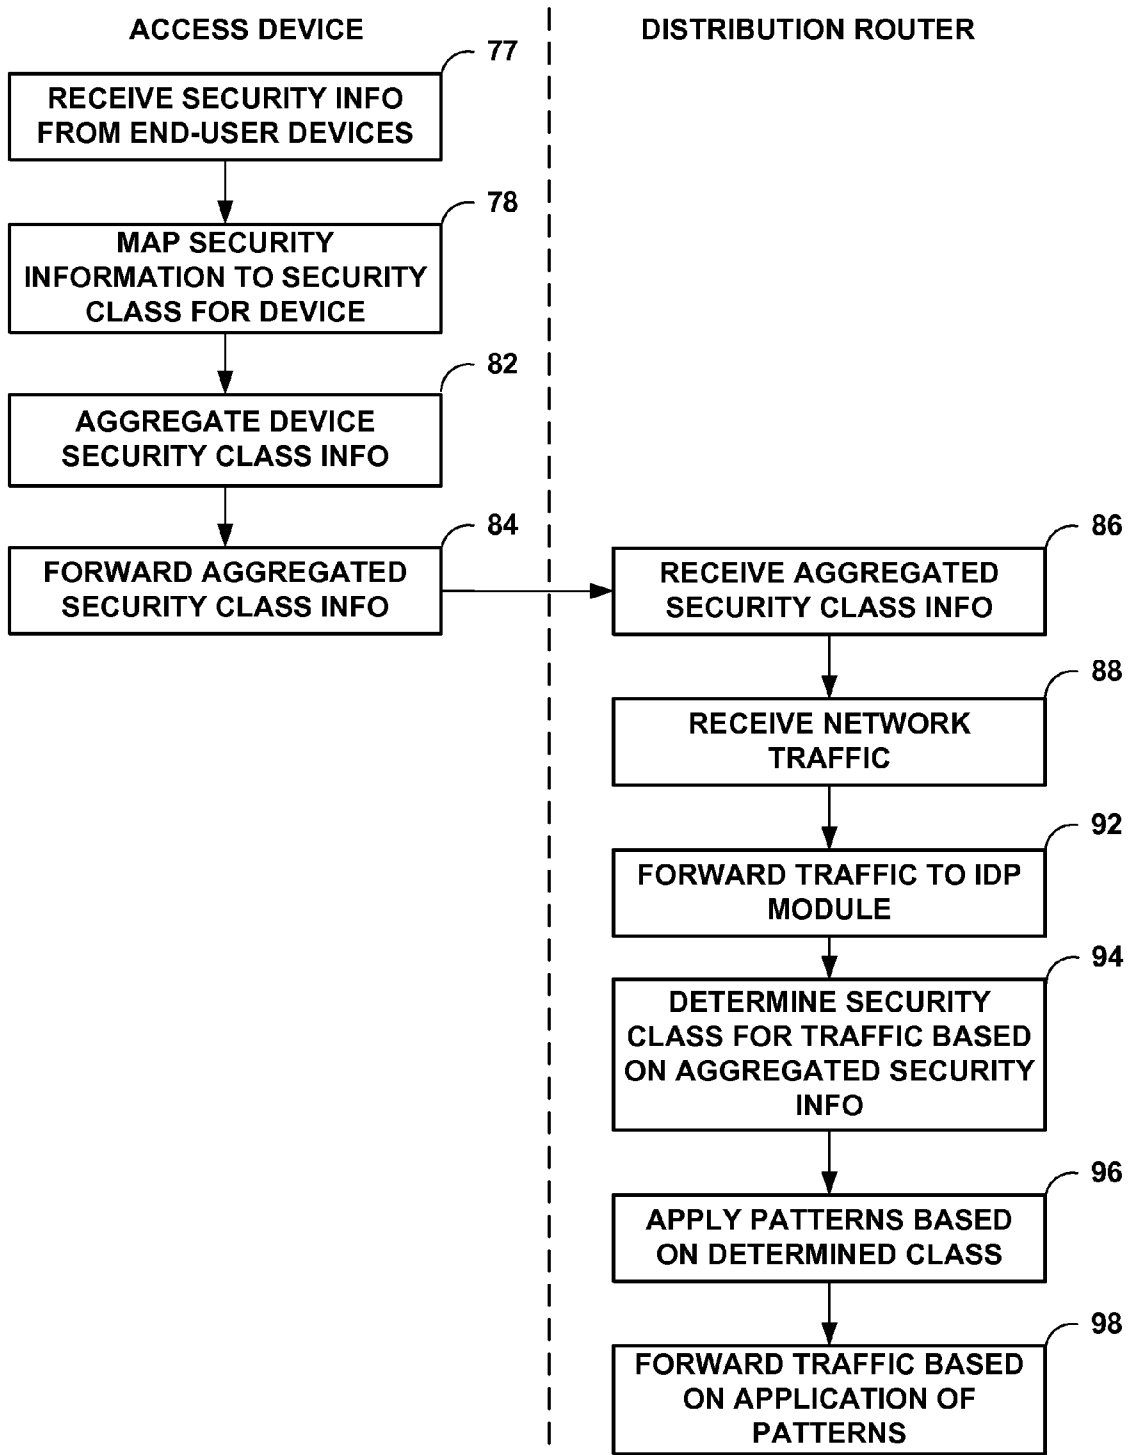 ACCESS DEVICE
DISTRIBUTION ROUTER
77
RECEIVE SECURITY INFO
FROM END-USER DEVICES
78
MAP SECURITY
INFORMATION TO SECURITY
CLASS FOR DEVICE
82
AGGREGATE DEVICE
SECURITY CLASS INFO
84
FORWARD AGGREGATED
SECURITY CLASS INFO
86
RECEIVE AGGREGATED
SECURITY CLASS INFO
88
RECEIVE NETWORK
TRAFFIC
92
FORWARD TRAFFIC TO IDP
MODULE
94
DETERMINE SECURITY
CLASS FOR TRAFFIC BASED
ON AGGREGATED SECURITY
INFO
96
APPLY PATTERNS BASED
ON DETERMINED CLASS
98
FORWARD TRAFFIC BASED
ON APPLICATION OF
PATTERNS